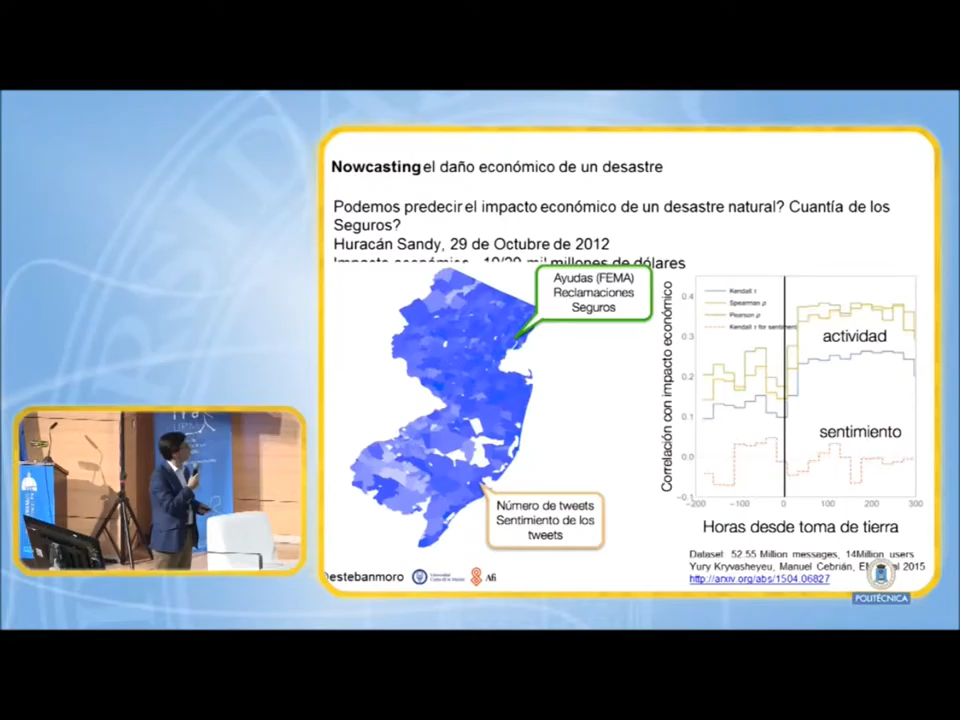 Nowcasting el daño económico de un desastre
Podemos predecir el impacto económico de un desastre natural? Cuantía de los
Seguros?
Huracán Sandy, 29 de Octubre de 2012
Impacto económico 10/20 mil millones de dólares
Ayudas (FEMA)
Reclamaciones
Seguros
Número de tweets
Sentimiento de los
tweets
Correlación con impacto económico
0.4
0.3
0.2
0.1
0.0
−0.1
Kendall τ
Spearman ρ
Pearson ρ
Kendall τ for sentiment
actividad
sentimiento
−200 −100 0 100 200 300
Horas desde toma de tierra
Dataset: 52.55 Million messages, 14Million users
Yury Kryvasheyeu, Manuel Cebrián, 2015
http://arxiv.org/abs/1504.06827
estebanmoro
Afi
POLITÉCNICA